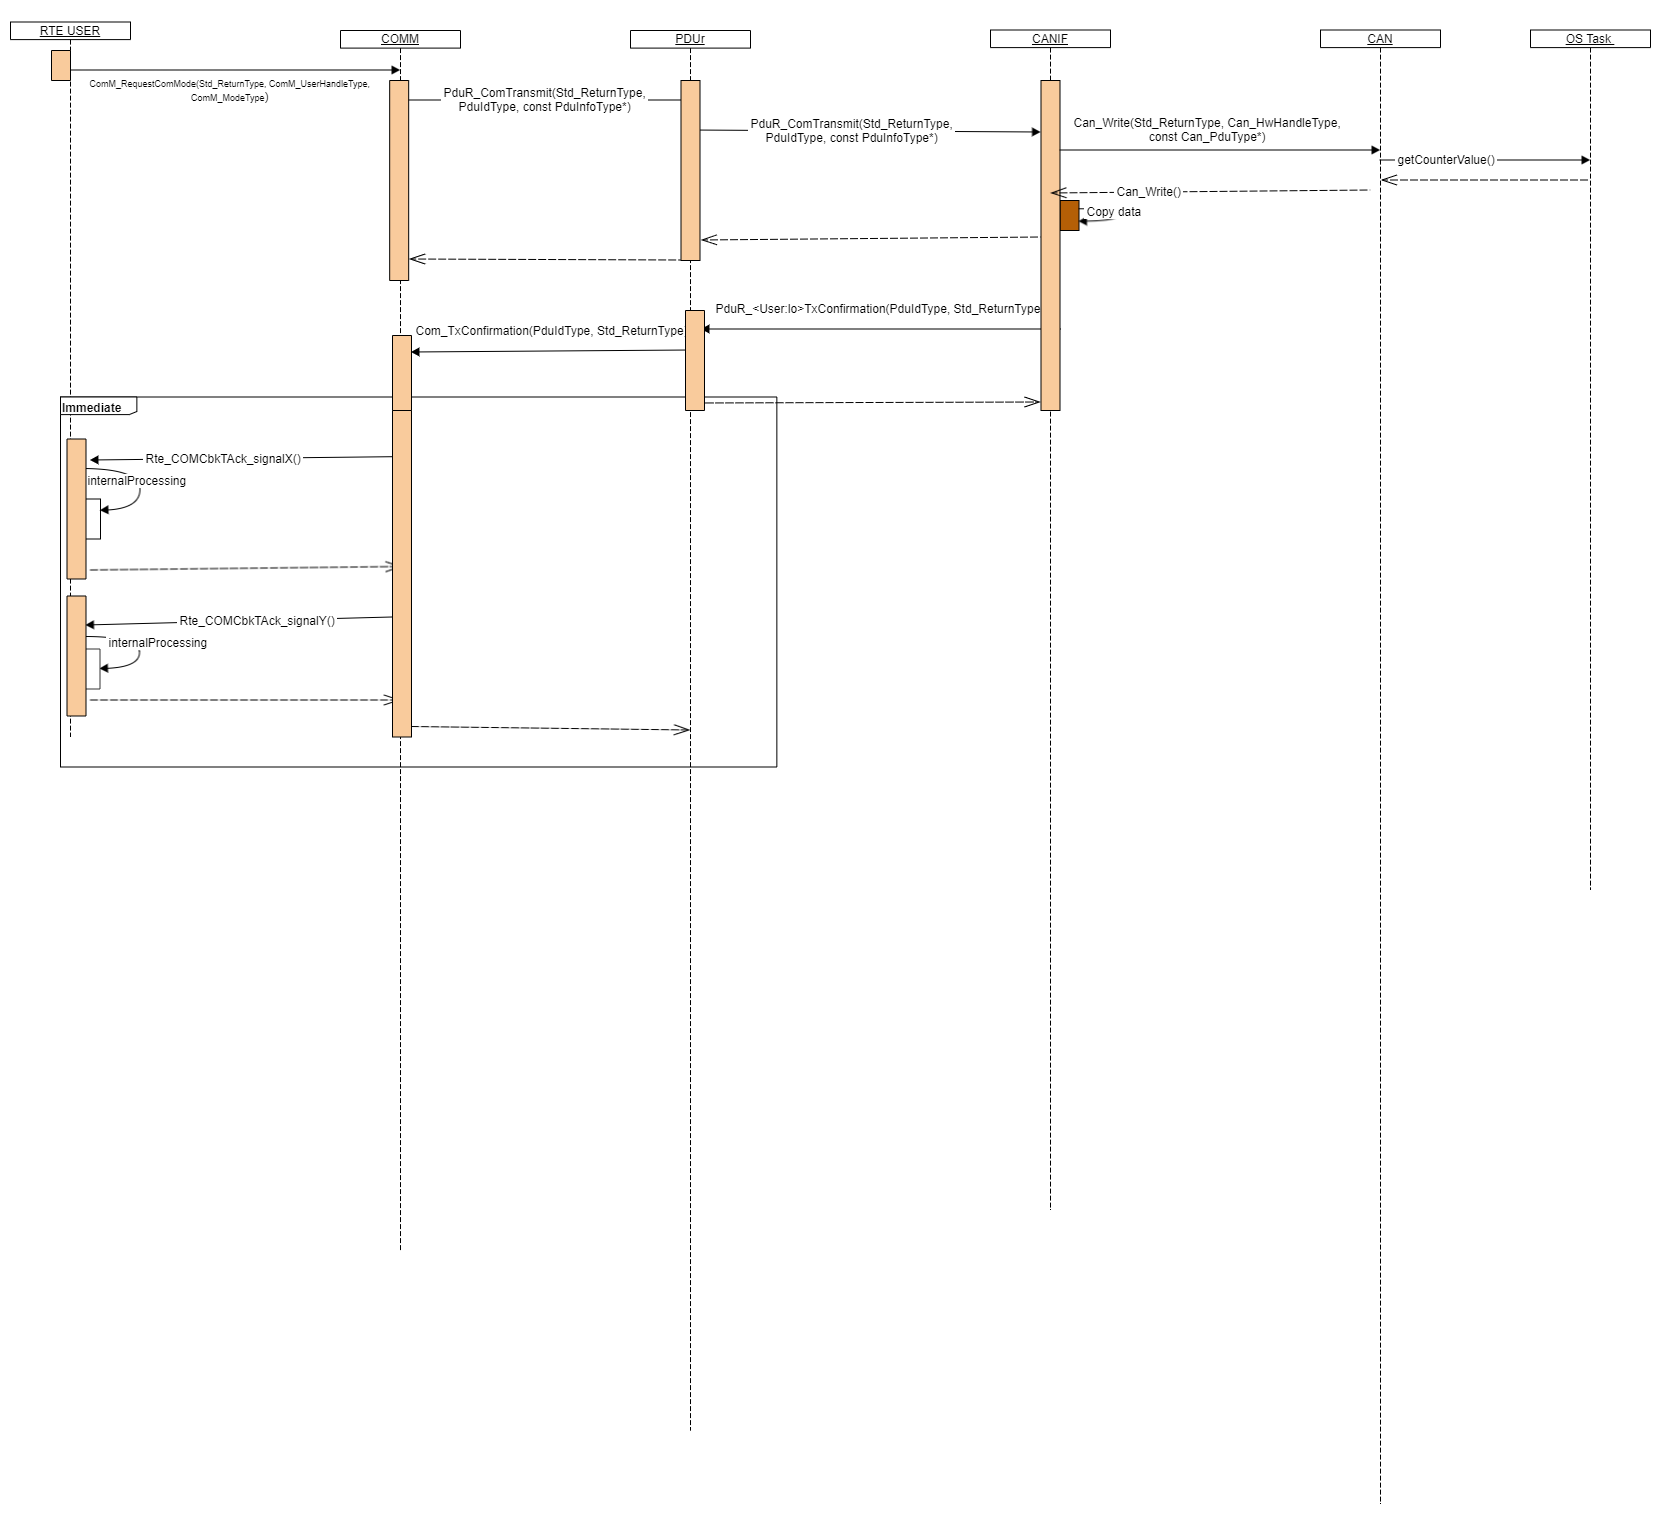 RTE USER
COMM
PDUr
CANIF
CAN
OS Task
ComM_RequestComMode(Std_ReturnType, ComM_UserHandleType,
ComM_ModeType)
PduR_ComTransmit(Std_ReturnType,
PduIdType, const PduInfoType*)
PduR_ComTransmit(Std_ReturnType,
PduIdType, const PduInfoType*)
Can_Write(Std_ReturnType, Can_HwHandleType,
const Can_PduType*)
getCounterValue()
Can_Write()
Copy data
PduR_<User:lo>TxConfirmation(PduIdType, Std_ReturnType
Com_TxConfirmation(PduIdType, Std_ReturnType
Immediate
Rte_COMCbkTAck_signalX()
internalProcessing
Rte_COMCbkTAck_signalY()
internalProcessing